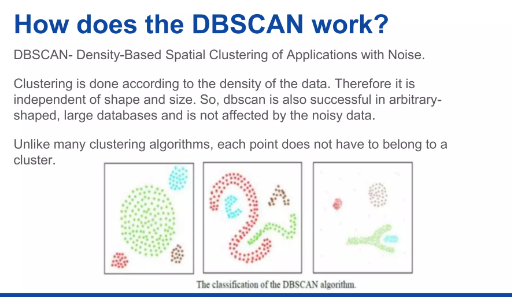 How does the DBSCAN work?
DBSCAN- Density-Based Spatial Clustering of Applications with Noise.
Clustering is done according to the density of the data. Therefore it is
independent of shape and size. So, dbscan is also successful in arbitrary-
shaped, large databases and is not affected by the noisy data.
Unlike many clustering algorithms, each point does not have to belong to a
cluster.
The classification of the DBSCAN algorithm.